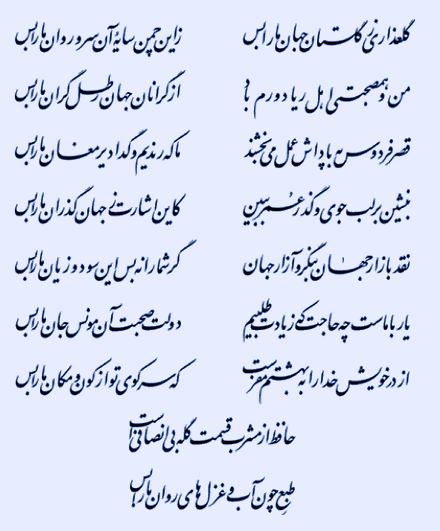 گلعذاری ز گلستان جهان ما را بس
زین چمن سایهٔ آن سرو روان ما را بس
من و همصحبتی اهل ریا دورم باد
از گرانان جهان رطل گران ما را بس
قصر فردوس به پاداش عمل می‌بخشند
ما که رندیم و گدا دیر مغان ما را بس
بنشین بر لب جوی و گذر عمر ببین
کاین اشارت ز جهان گذران ما را بس
نقد بازار جهان بنگر و آزار جهان
گر شما را نه بس این سود و زیان ما را بس
یار با ماست چه حاجت که زیادت طلبیم
دولت صحبت آن مونس جان ما را بس
از در خویش خدا را به بهشتم مفرست
که سر کوی تو از کون و مکان ما را بس
حافظ از مشرب قسمت گله بی‌انصافیست
طبع چون آب و غزل‌های روان ما را بس